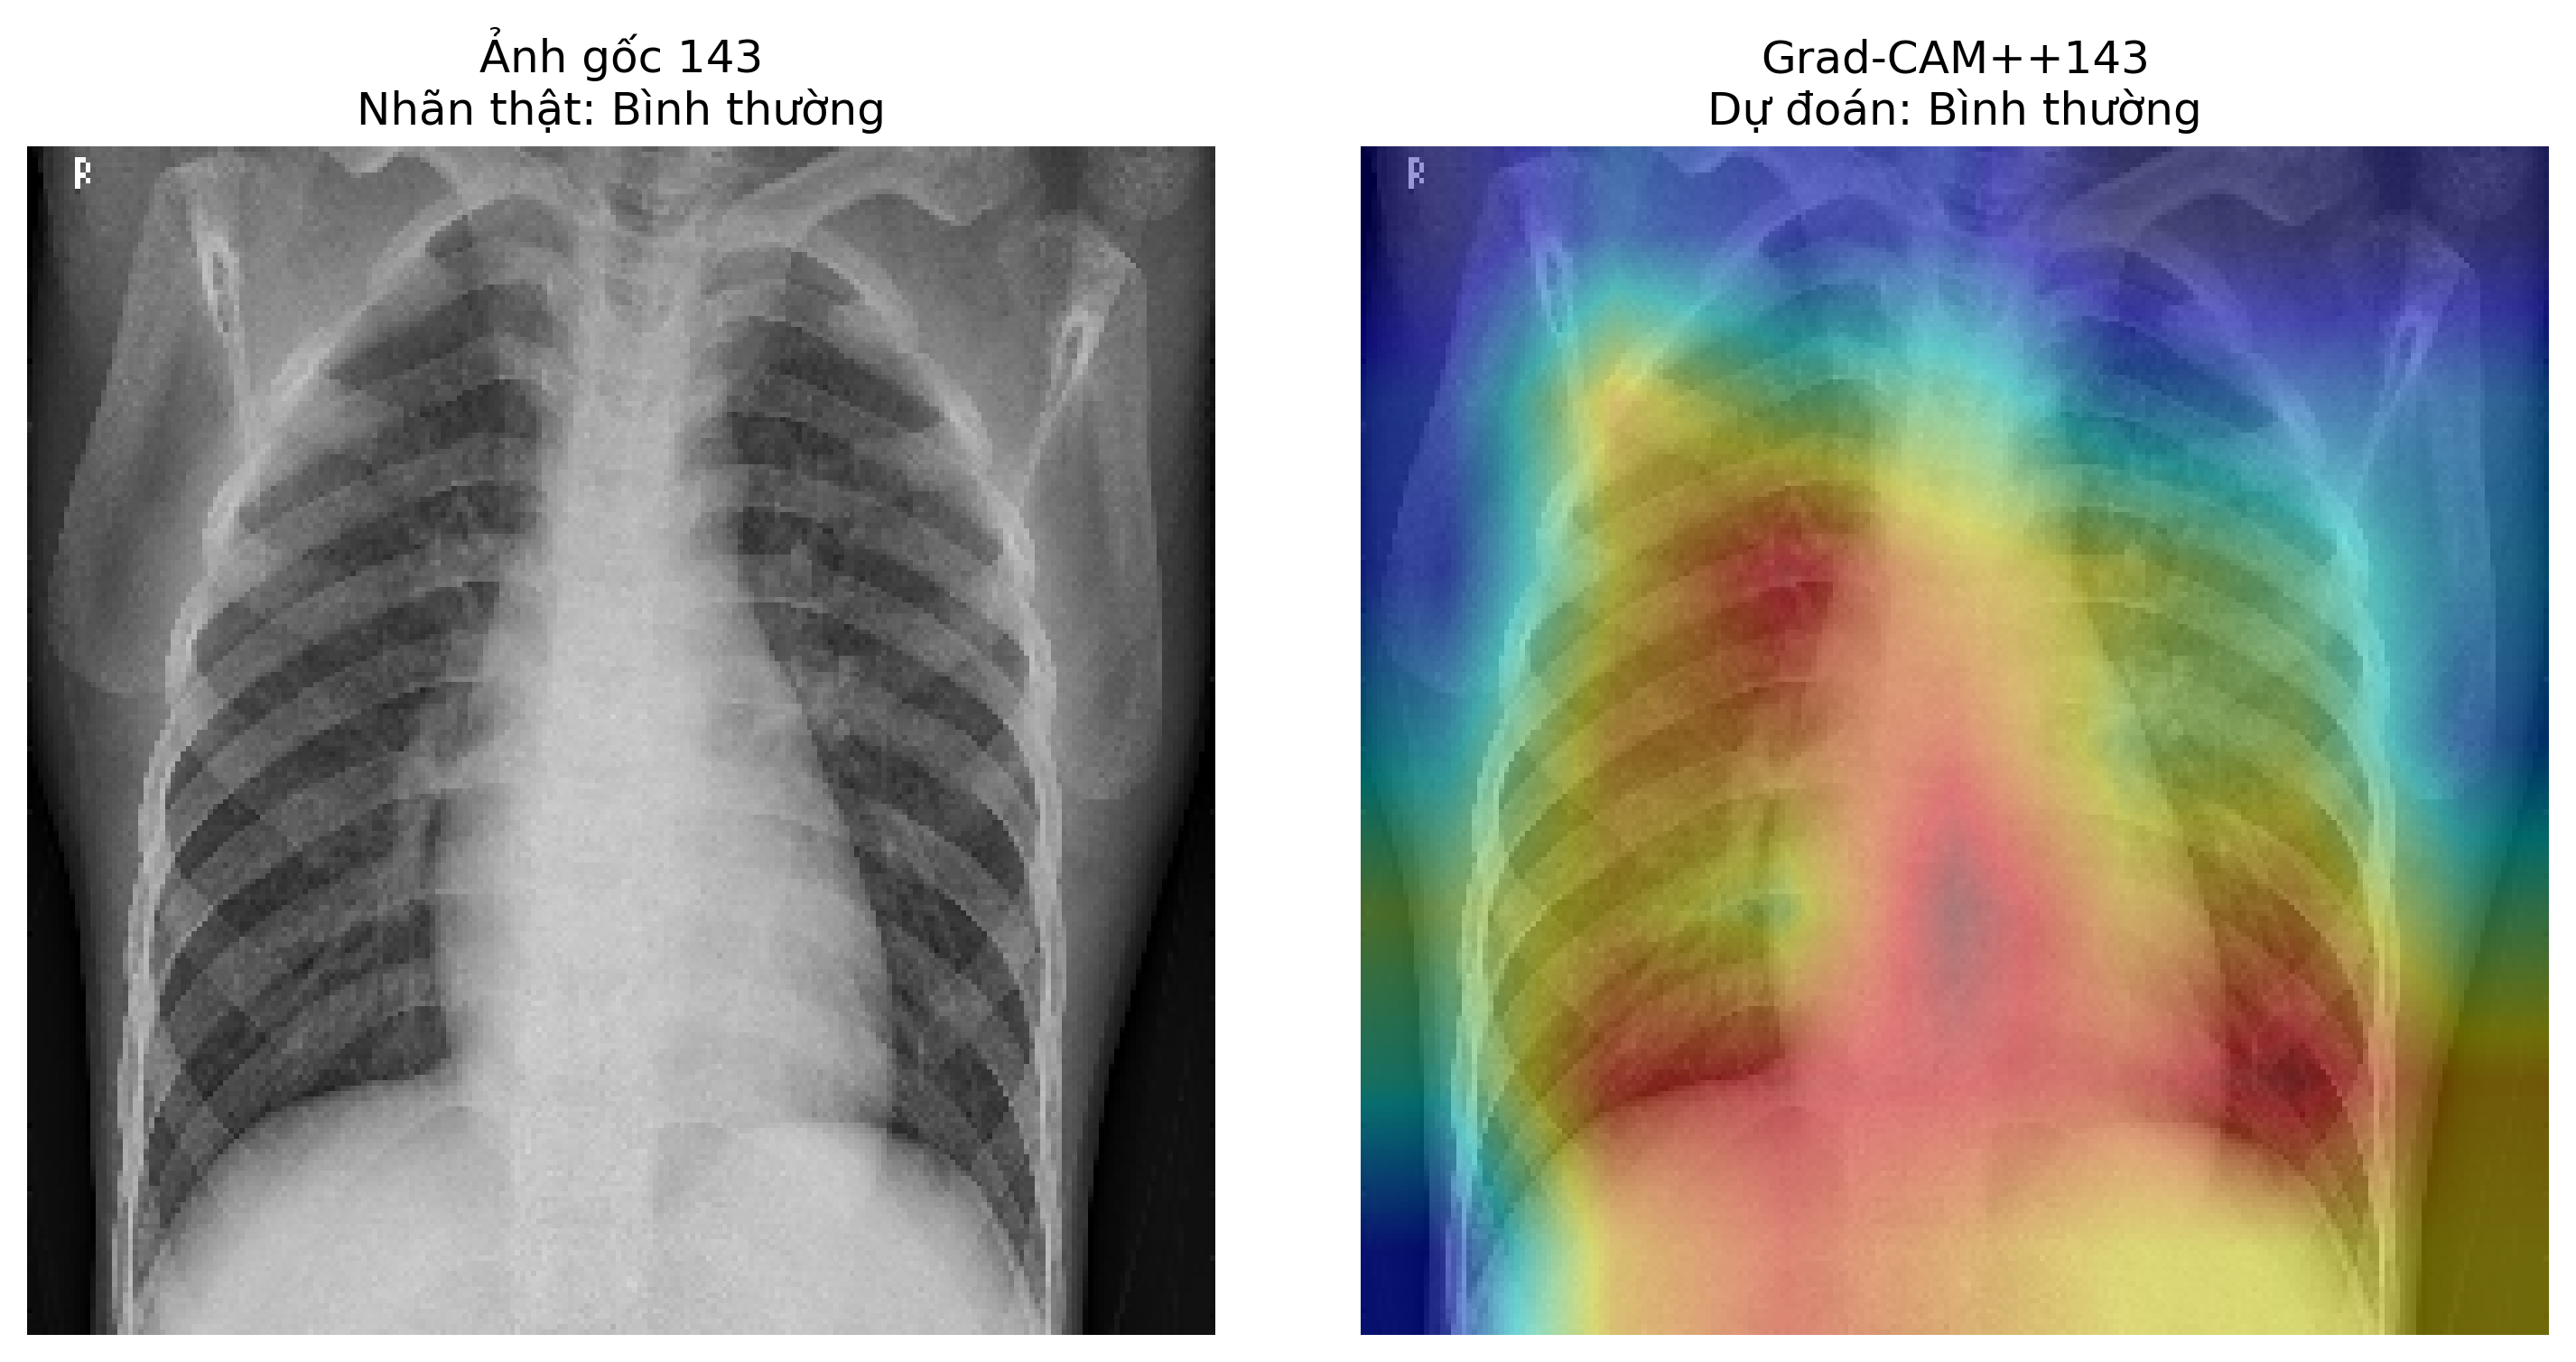 Ảnh gốc 143
Nhãn thật: Bình thường
Grad-CAM++143
Dự đoán: Bình thường
R
R